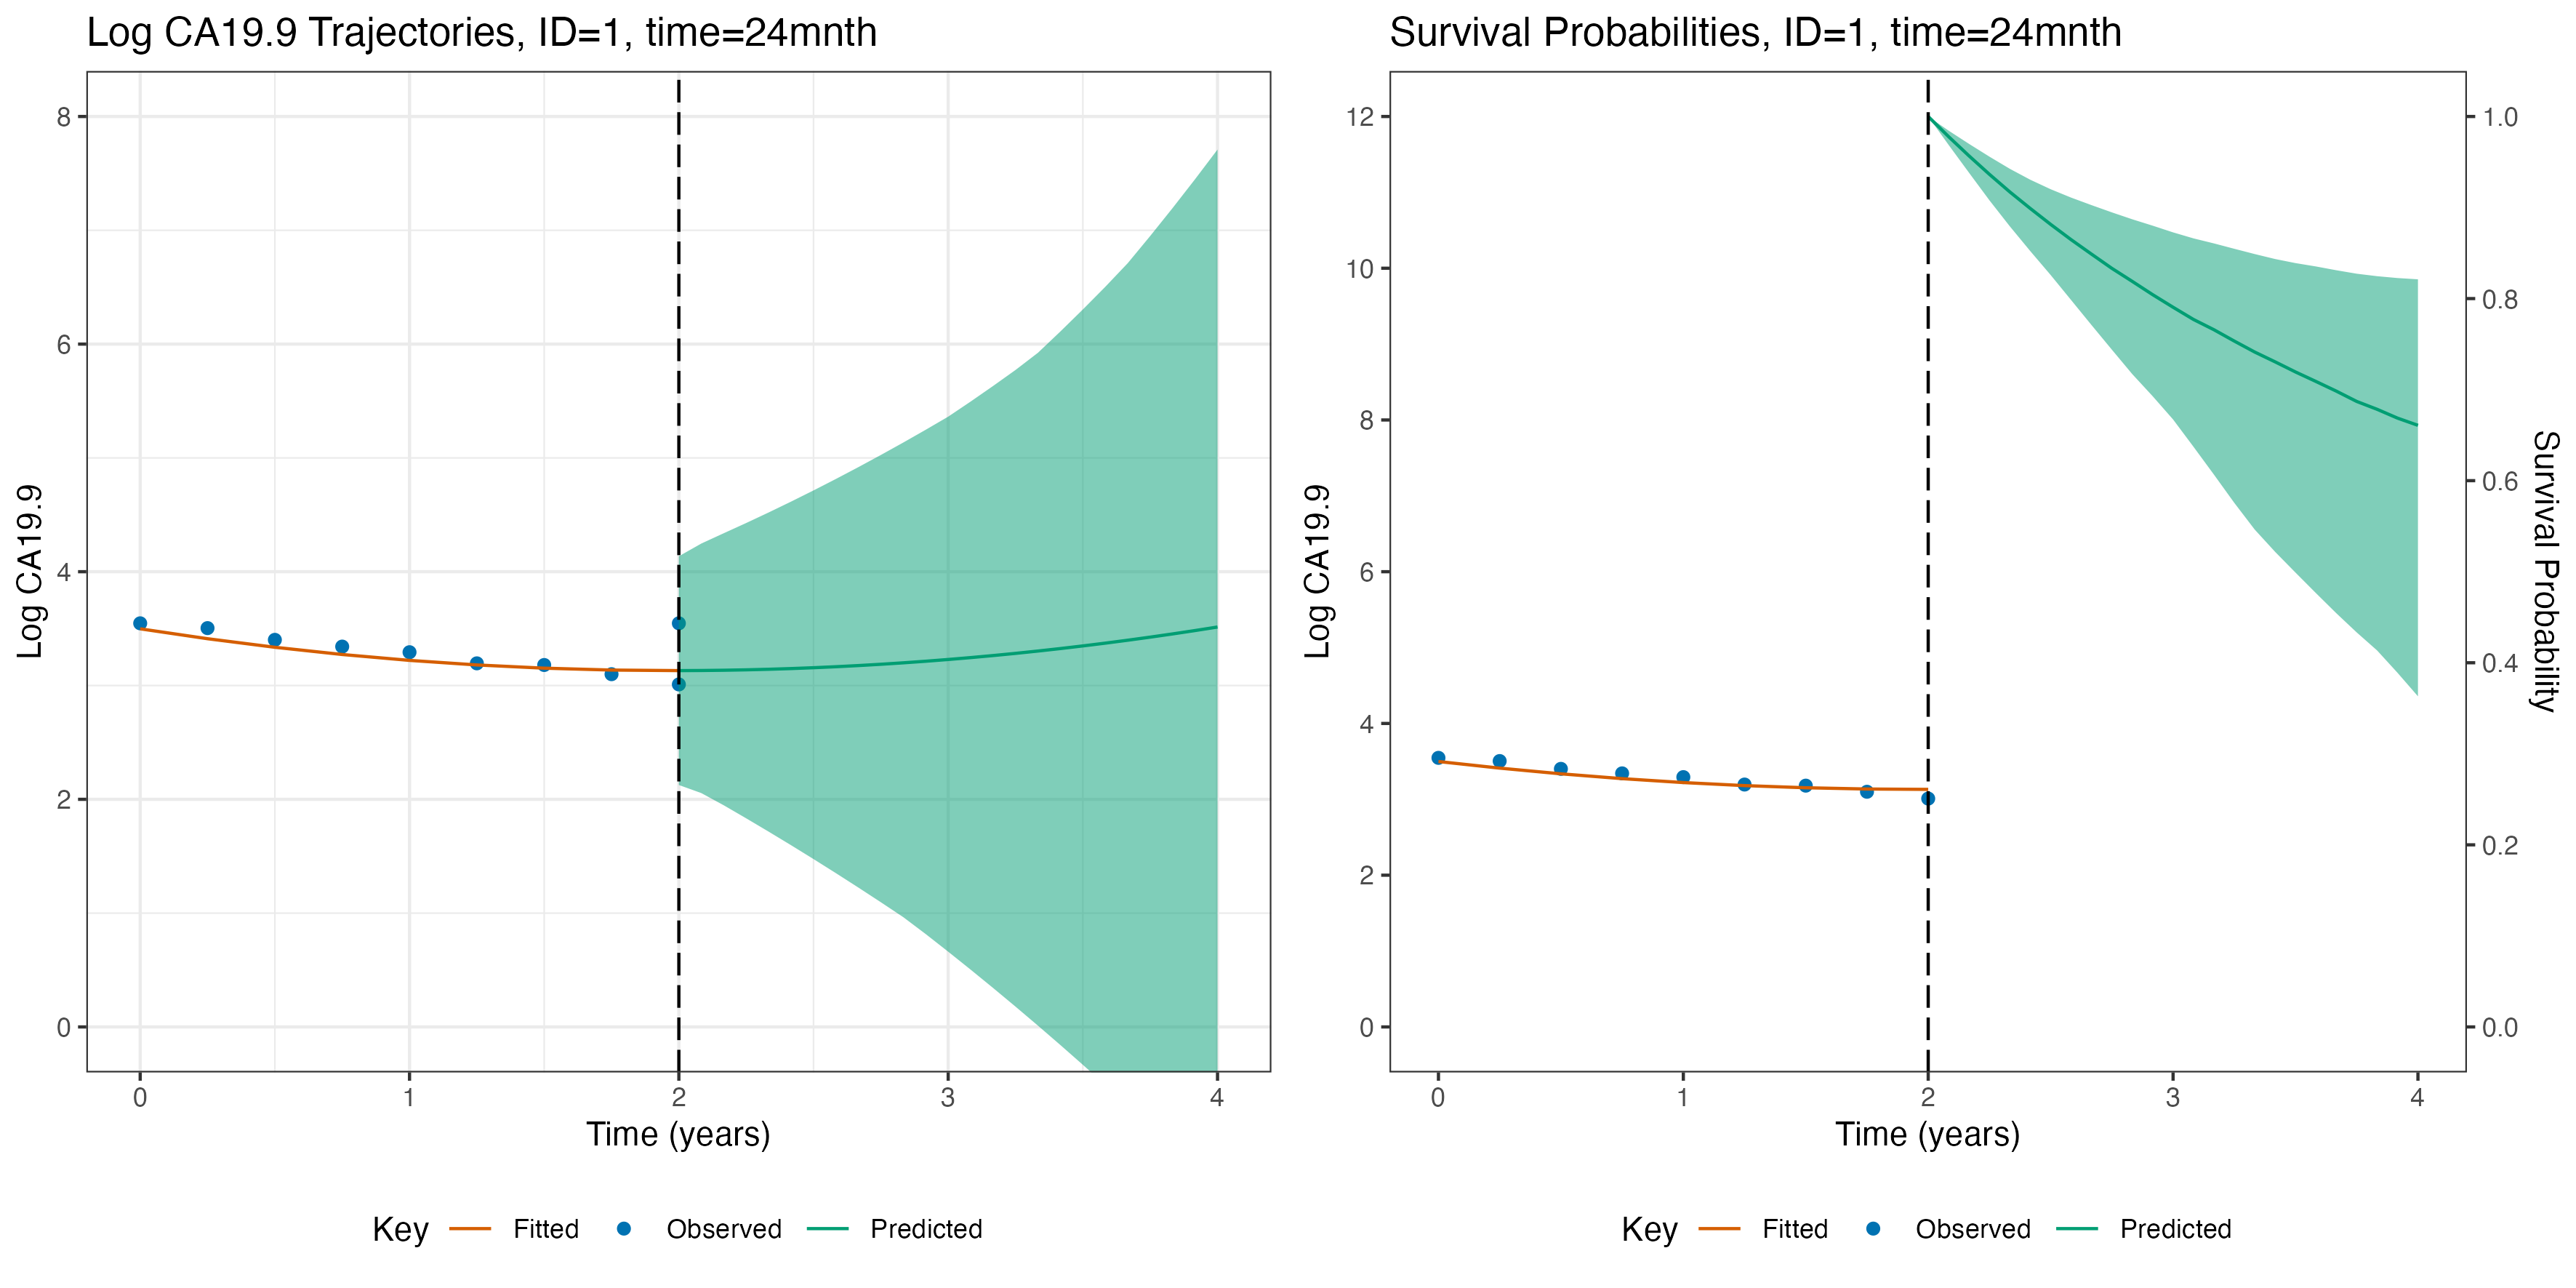 Log CA19.9 Trajectories, ID=1, time=24mnth
8
6
4
2
0
Log CA19.9
0 1 2 3 4
Time (years)
Key Fitted Observed Predicted
Survival Probabilities, ID=1, time=24mnth
12
10
8
6
4
2
0
Log CA19.9
1.0
0.8
0.6
0.4
0.2
0.0
Survival Probability
0 1 2 3 4
Time (years)
Key Fitted Observed Predicted